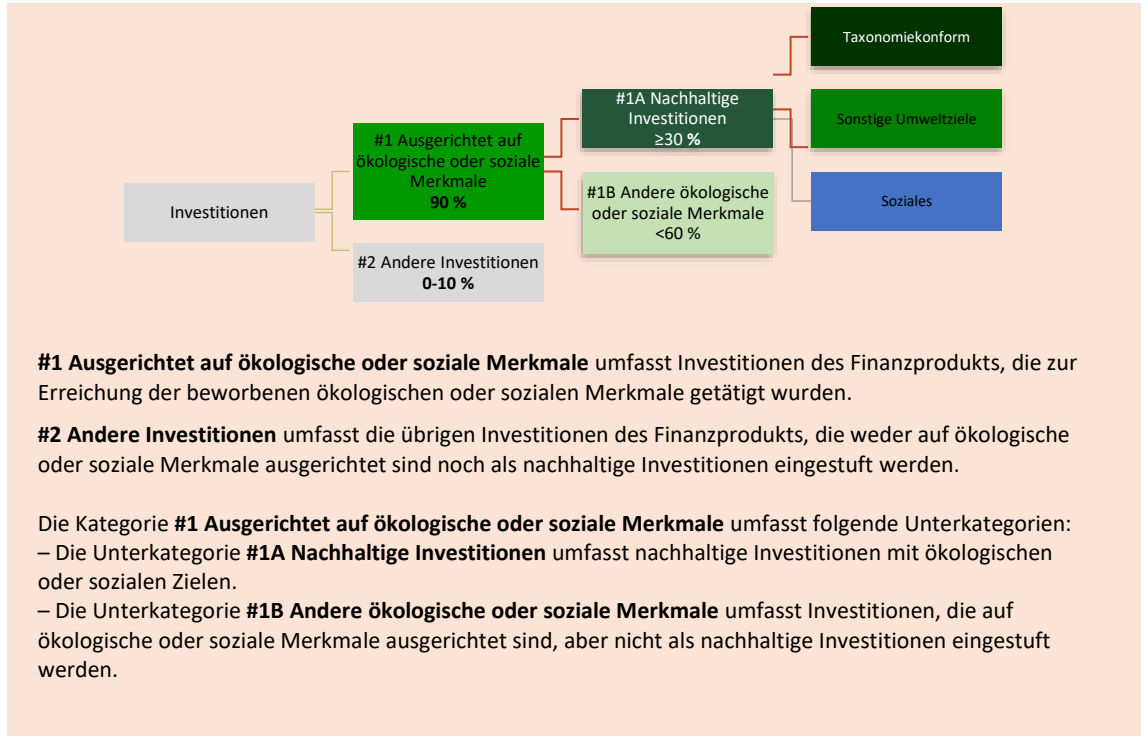 Taxonomiekonform
#1A Nachhaltige
Investitionen
≥30 %
Sonstige Umweltziele
#1 Ausgerichtet auf
ökologische oder soziale
Merkmale
90 %
#1B Andere ökologische
oder soziale Merkmale
<60 %
Soziales
Investitionen
#2 Andere Investitionen
0-10 %
#1 Ausgerichtet auf ökologische oder soziale Merkmale umfasst Investitionen des Finanzprodukts, die zur
Erreichung der beworbenen ökologischen oder sozialen Merkmale getätigt wurden.
#2 Andere Investitionen umfasst die übrigen Investitionen des Finanzprodukts, die weder auf ökologische
oder soziale Merkmale ausgerichtet sind noch als nachhaltige Investitionen eingestuft werden.
Die Kategorie #1 Ausgerichtet auf ökologische oder soziale Merkmale umfasst folgende Unterkategorien:
– Die Unterkategorie #1A Nachhaltige Investitionen umfasst nachhaltige Investitionen mit ökologischen
oder sozialen Zielen.
– Die Unterkategorie #1B Andere ökologische oder soziale Merkmale umfasst Investitionen, die auf
ökologische oder soziale Merkmale ausgerichtet sind, aber nicht als nachhaltige Investitionen eingestuft
werden.